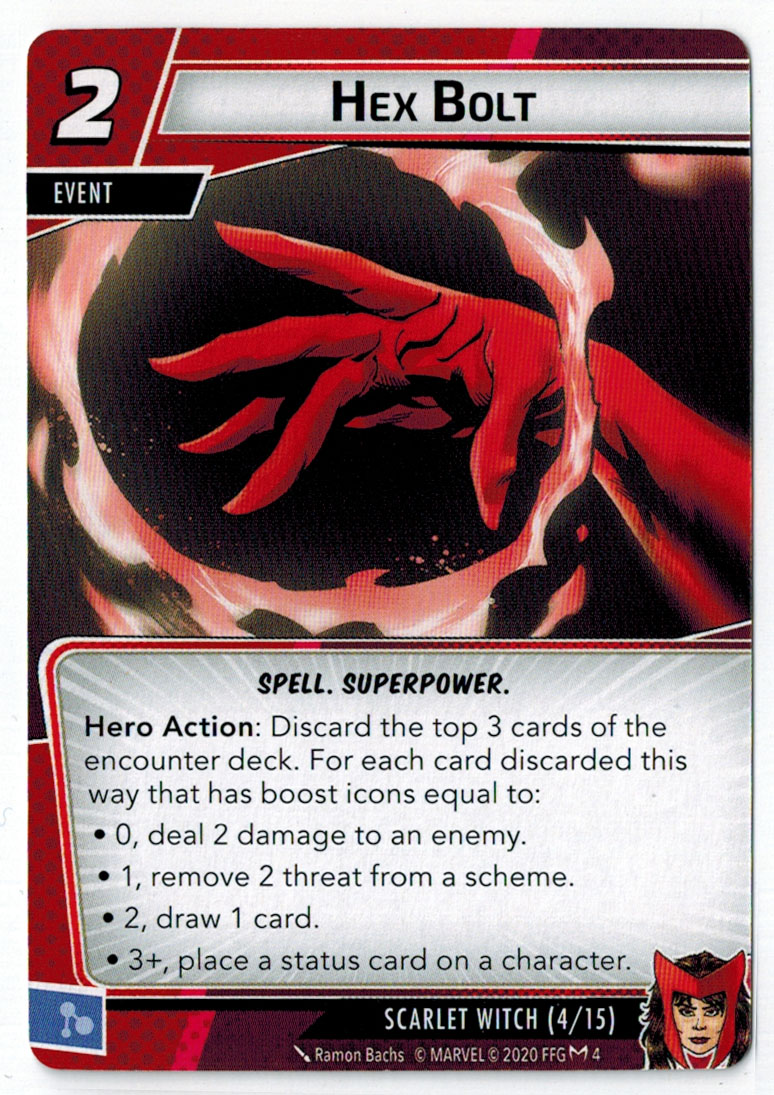 2
HEX BOLT
EVENT
SPELL. SUPERPOWER.
Hero Action: Discard the top 3 cards of the
encounter deck. For each card discarded this
way that has boost icons equal to:
• 0, deal 2 damage to an enemy.
• 1, remove 2 threat from a scheme.
• 2, draw 1 card.
• 3+, place a status card on a character.
SCARLET WITCH (4/15)
Ramon Bachs © MARVEL © 2020 FFG 4